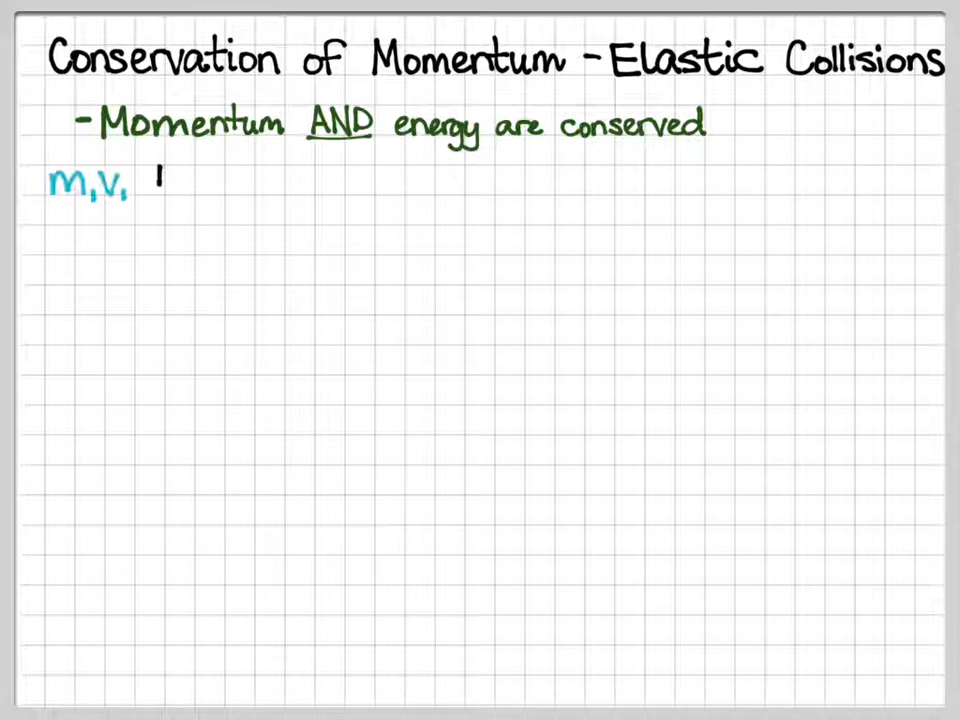 Conservation of Momentum - Elastic Collisions
- Momentum AND energy are conserved
m₁v₁ |